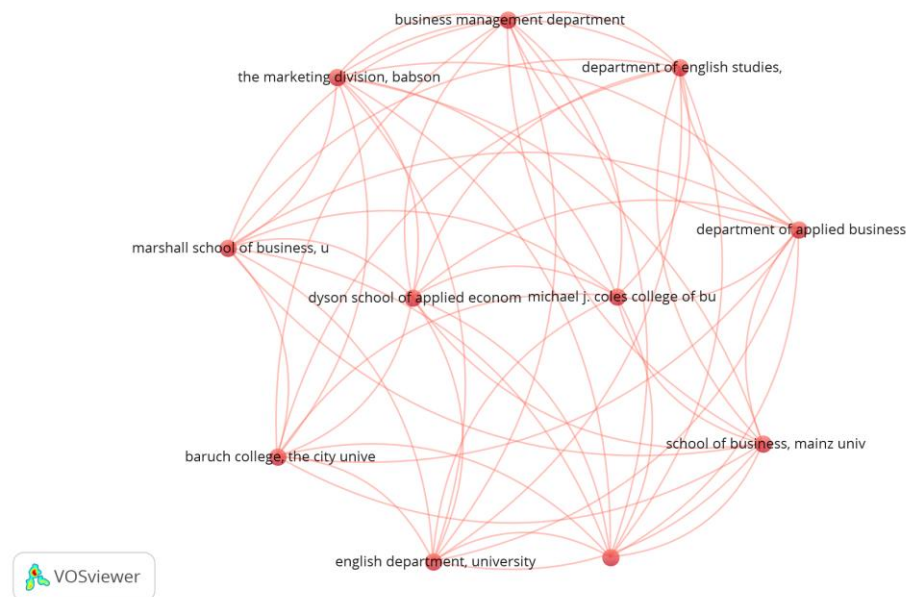 business management department
department of english studies,
the marketing division, babson
department of applied business
marshall school of business, u
dyson school of applied econom
michael j. coles college of bu
school of business, mainz univ
baruch college, the city unive
english department, university
VOSviewer